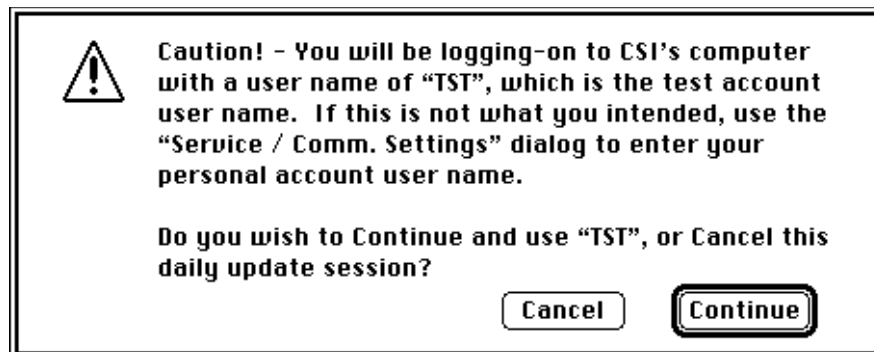 Caution! - You will be logging-on to CSI's computer
with a user name of “TST”, which is the test account
user name.  If this is not what you intended, use the
“Service / Comm. Settings” dialog to enter your
personal account user name.
Do you wish to Continue and use “TST”, or Cancel this
daily update session?
Cancel Continue